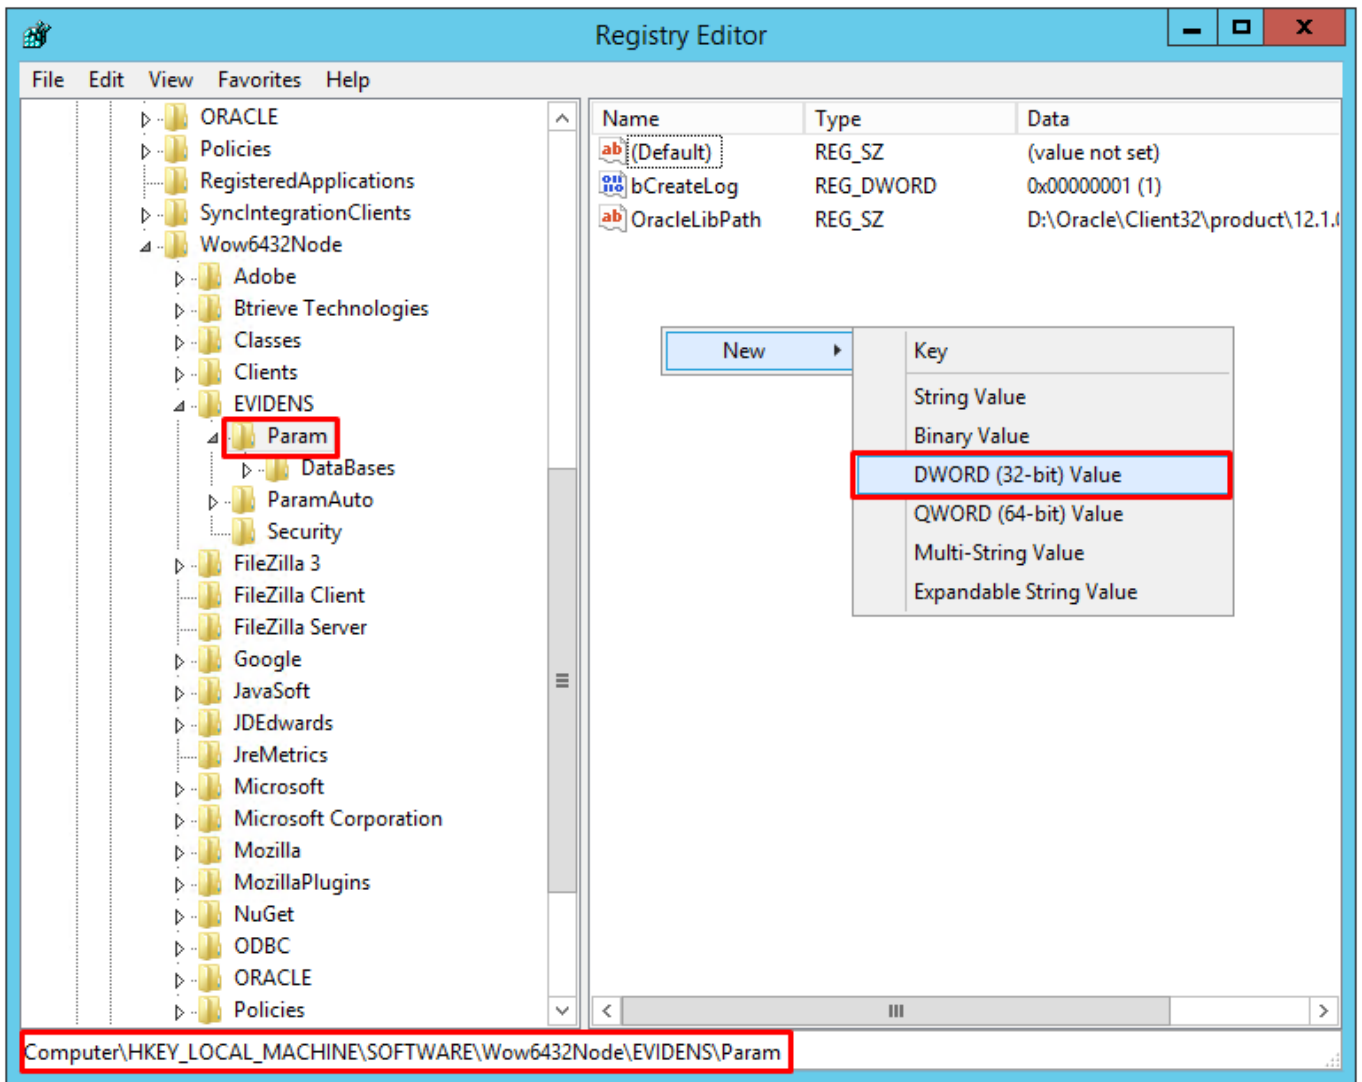 Registry Editor
File Edit View Favorites Help
ORACLE
Policies
RegisteredApplications
SyncIntegrationClients
Wow6432Node
Adobe
Btrieve Technologies
Classes
Clients
EVIDENS
Param
DataBases
ParamAuto
Security
FileZilla 3
FileZilla Client
FileZilla Server
Google
JavaSoft
JDEdwards
JreMetrics
Microsoft
Microsoft Corporation
Mozilla
MozillaPlugins
NuGet
ODBC
ORACLE
Policies
Name Type Data
(Default) REG_SZ (value not set)
bCreateLog REG_DWORD 0x00000001 (1)
OracleLibPath REG_SZ D:\Oracle\Client32\product\12.1.(
New
Key
String Value
Binary Value
DWORD (32-bit) Value
QWORD (64-bit) Value
Multi-String Value
Expandable String Value
Computer\HKEY_LOCAL_MACHINE\SOFTWARE\Wow6432Node\EVIDENS\Param